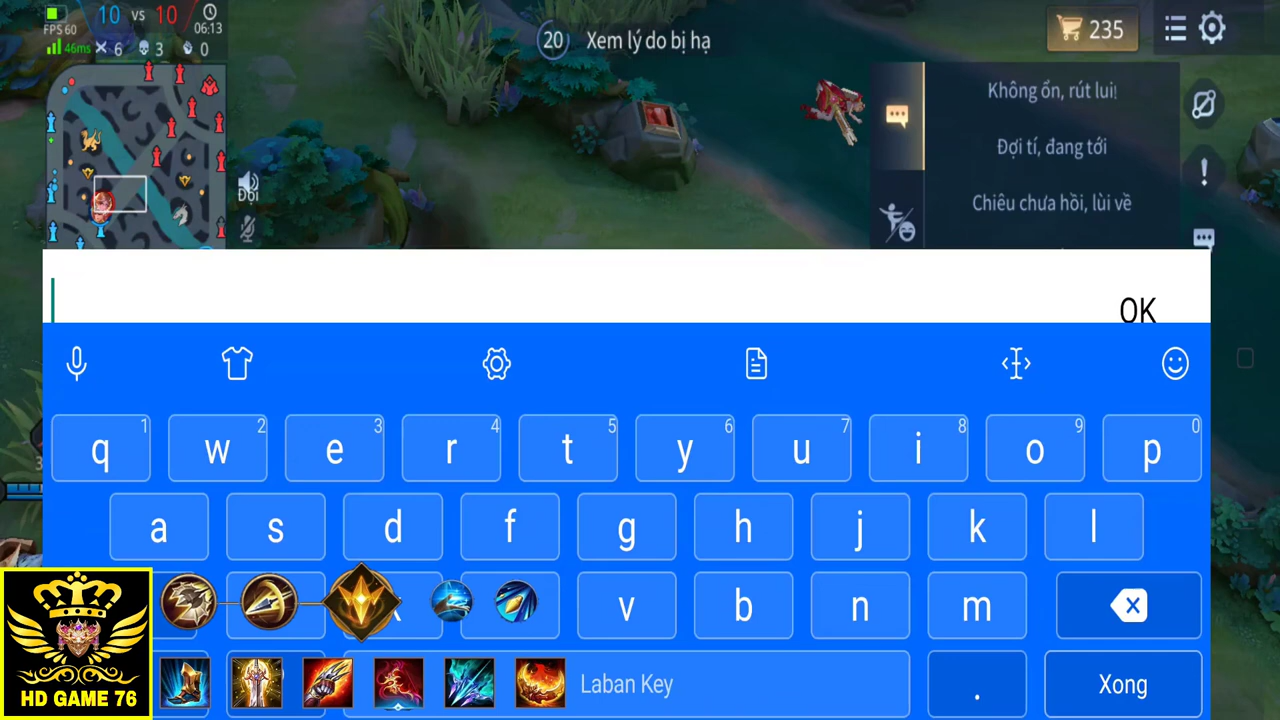 10 vs 10
FPS 60
06:13
46ms 6 3 0
20 Xem lý do bị hạ
235
Đội
Không ổn, rút lui!
Đợi tí, đang tới
Chiêu chưa hồi, lùi về
OK
q 1 w 2 e 3 r 4 t 5 y 6 u 7 i 8 o 9 p 0
a s d f g h j k l
v b n m
Laban Key . Xong
HD GAME 76